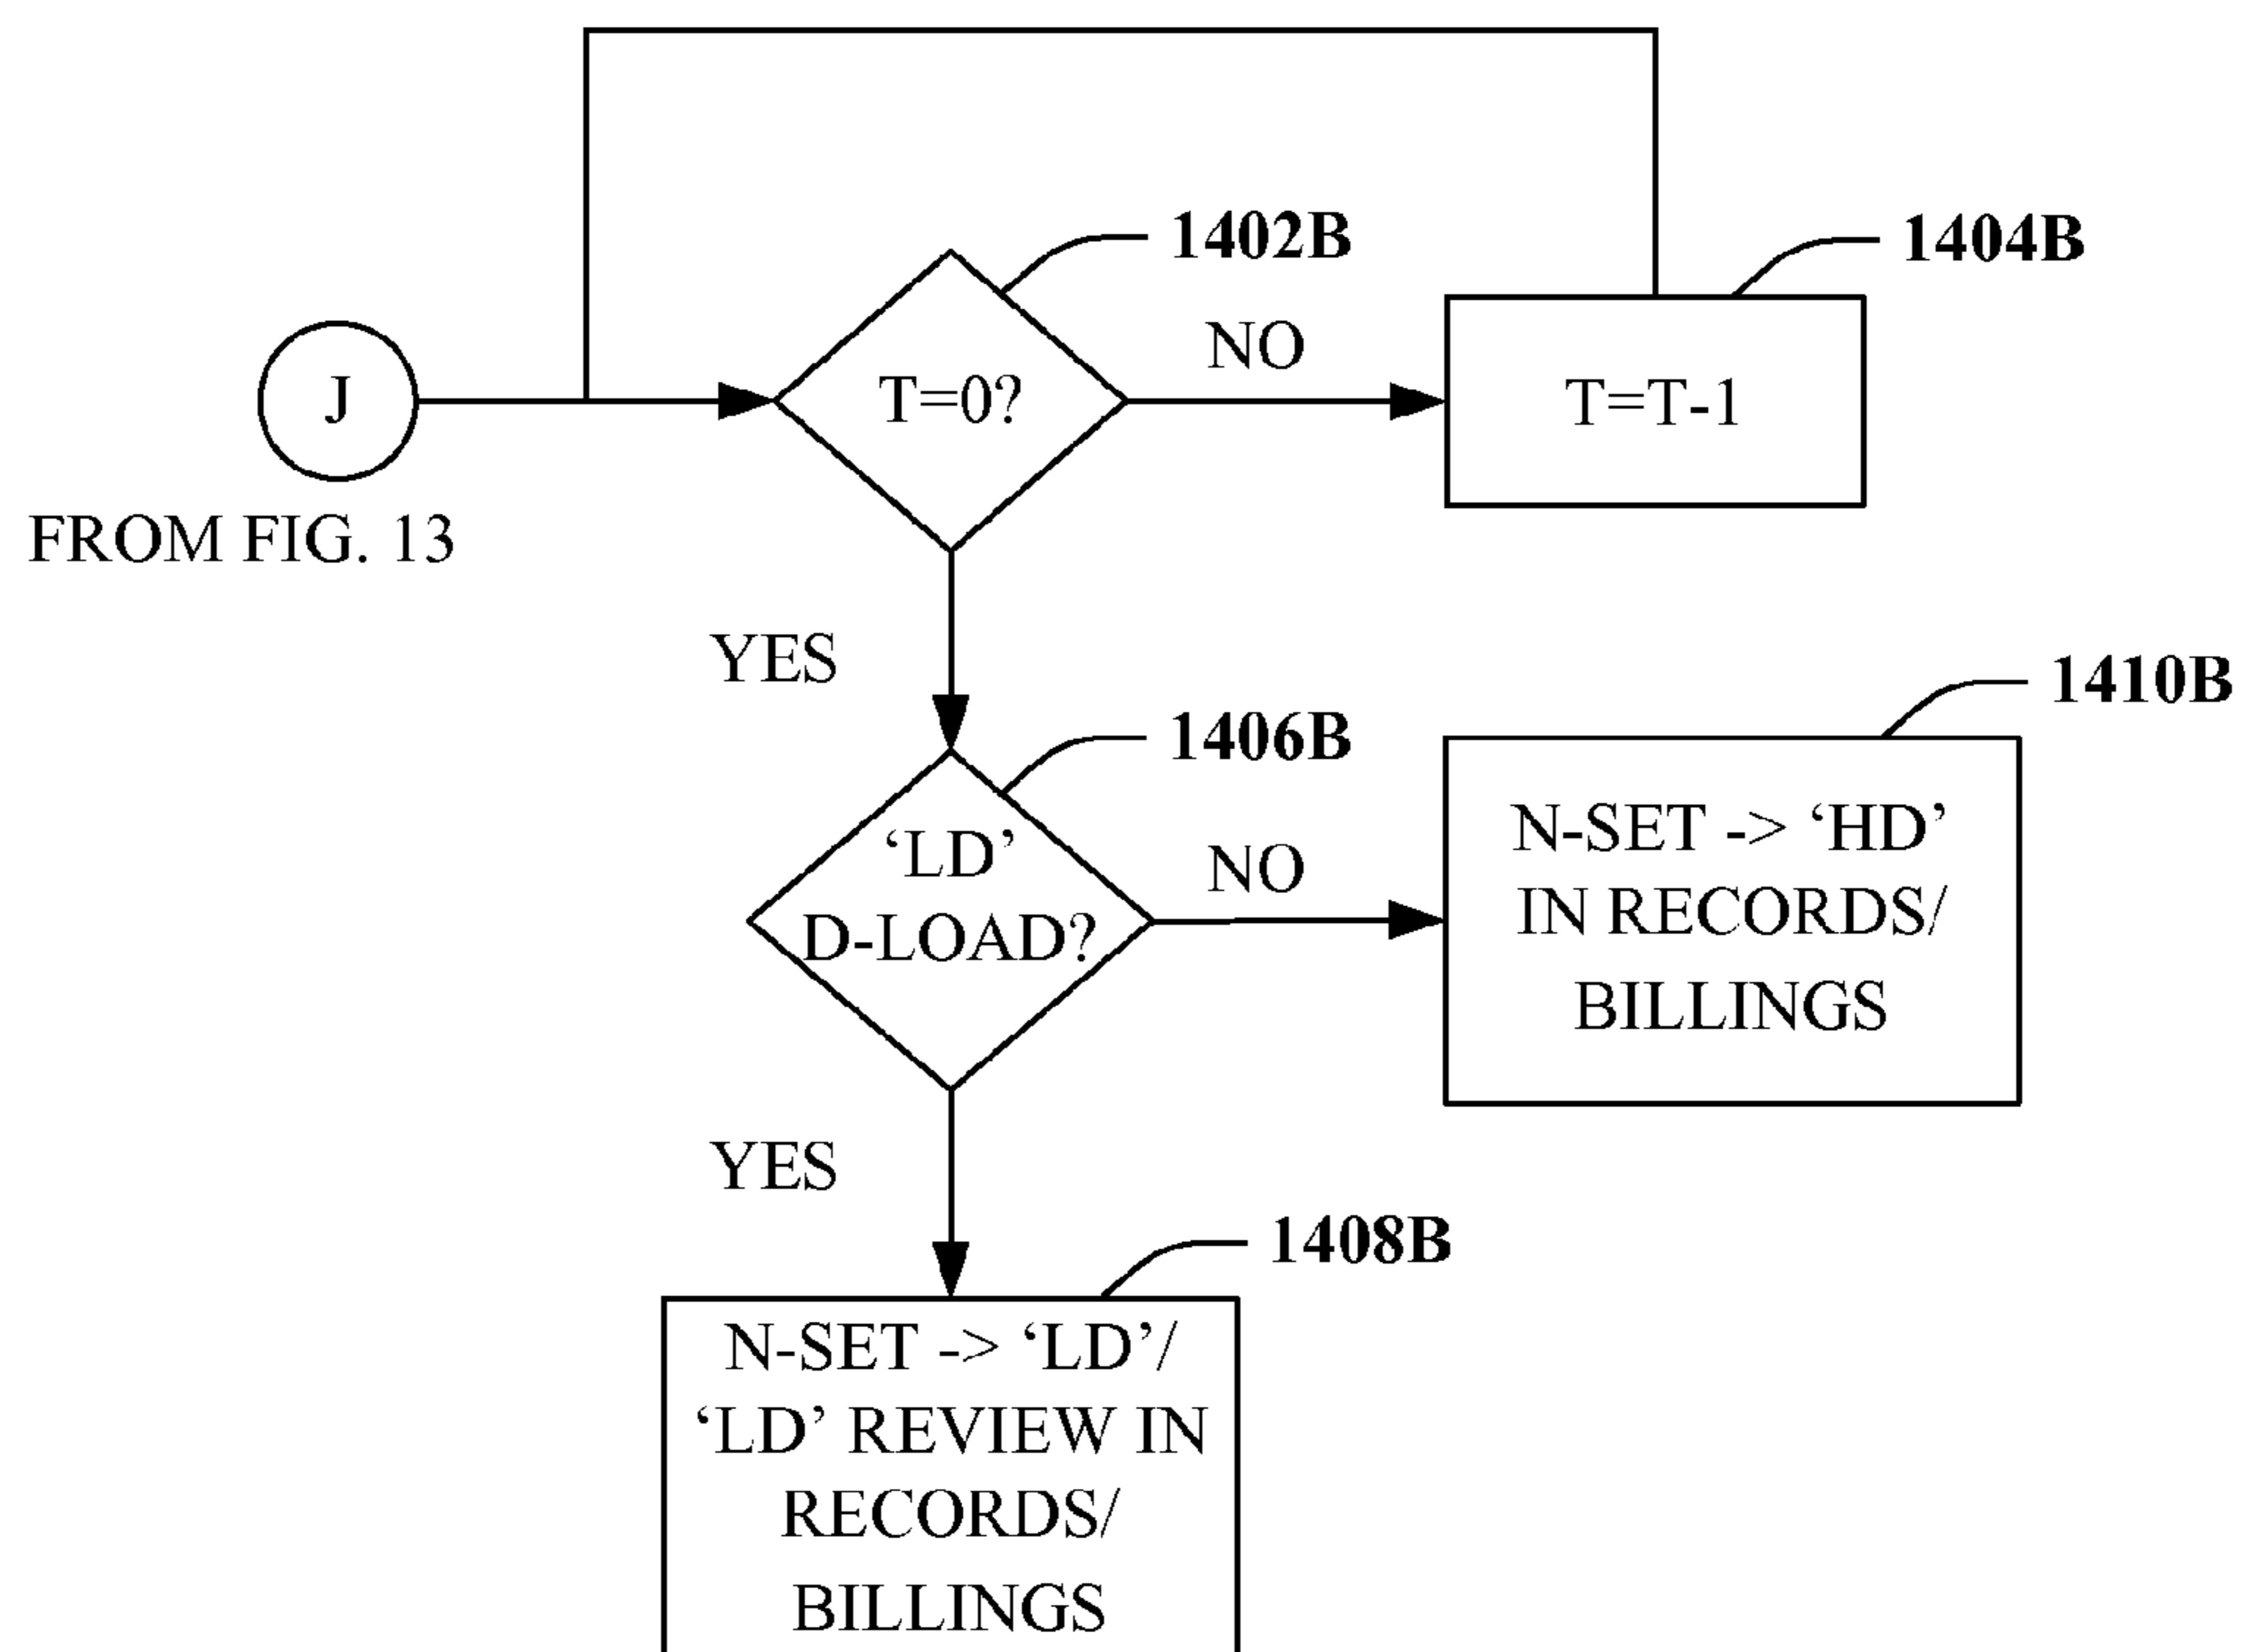 1402B
1404B
J
T=0?
NO
T=T-1
FROM FIG. 13
YES
1406B
1410B
‘LD’
D-LOAD?
NO
N-SET -> ‘HD’
IN RECORDS/
BILLINGS
YES
1408B
N-SET -> ‘LD’/
‘LD’ REVIEW IN
RECORDS/
BILLINGS